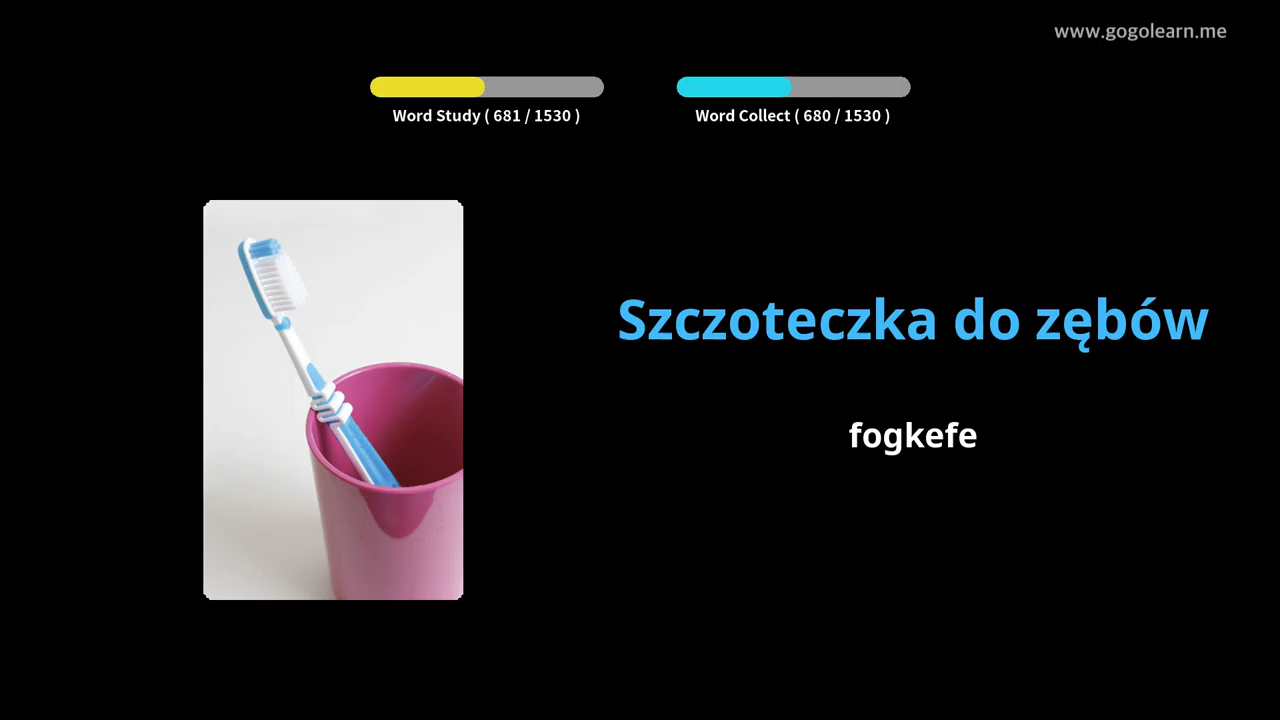 www.gogolearn.me
Word Study ( 681 / 1530 )
Word Collect ( 680 / 1530 )
Szczoteczka do zębów
fogkefe